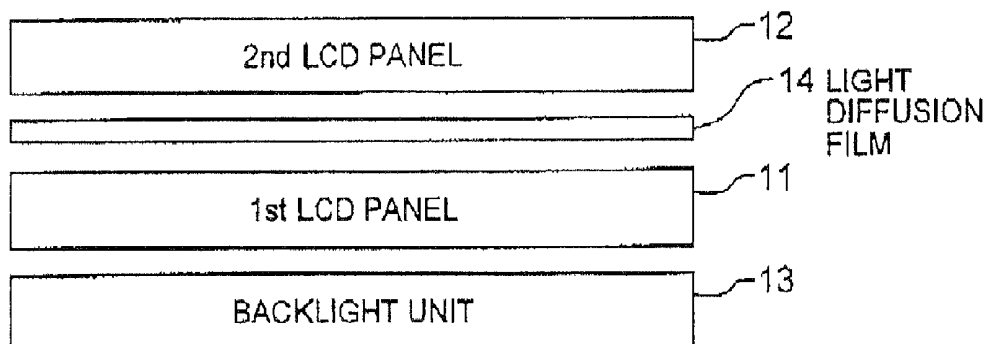 2nd LCD PANEL
12
14 LIGHT
DIFFUSION
FILM
1st LCD PANEL
11
BACKLIGHT UNIT
13